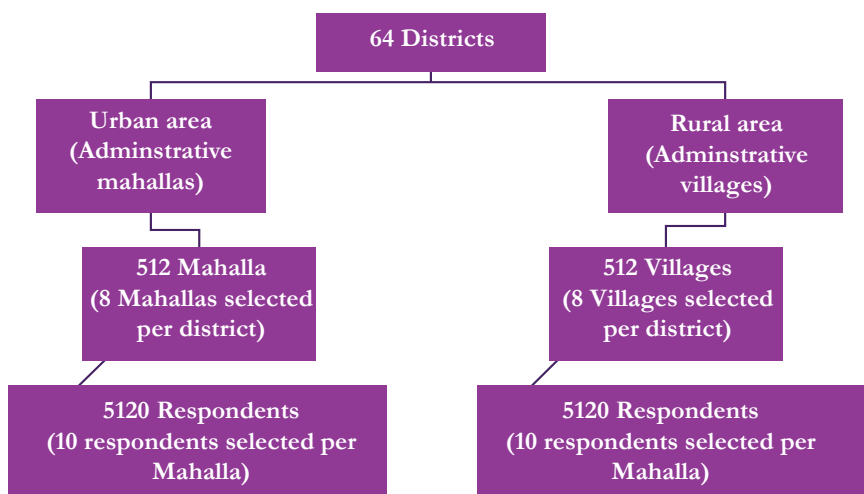 64 Districts
Urban area
(Adminstrative
mahallas)
Rural area
(Adminstrative
villages)
512 Mahalla
(8 Mahallas selected
per district)
512 Villages
(8 Villages selected
per district)
5120 Respondents
(10 respondents selected per
Mahalla)
5120 Respondents
(10 respondents selected per
Mahalla)